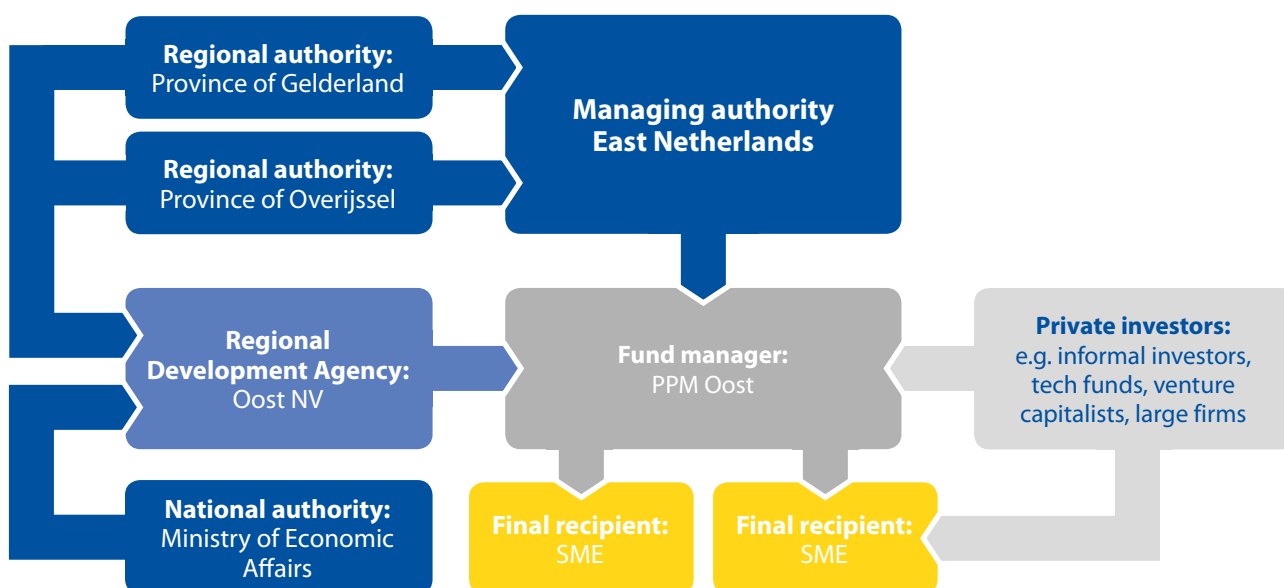 Regional authority:
Province of Gelderland
Managing authority
East Netherlands
Regional authority:
Province of Overijssel
Regional
Development Agency:
Oost NV
Fund manager:
PPM Oost
Private investors:
e.g. informal investors,
tech funds, venture
capitalists, large firms
National authority:
Ministry of Economic
Affairs
Final recipient:
SME
Final recipient:
SME